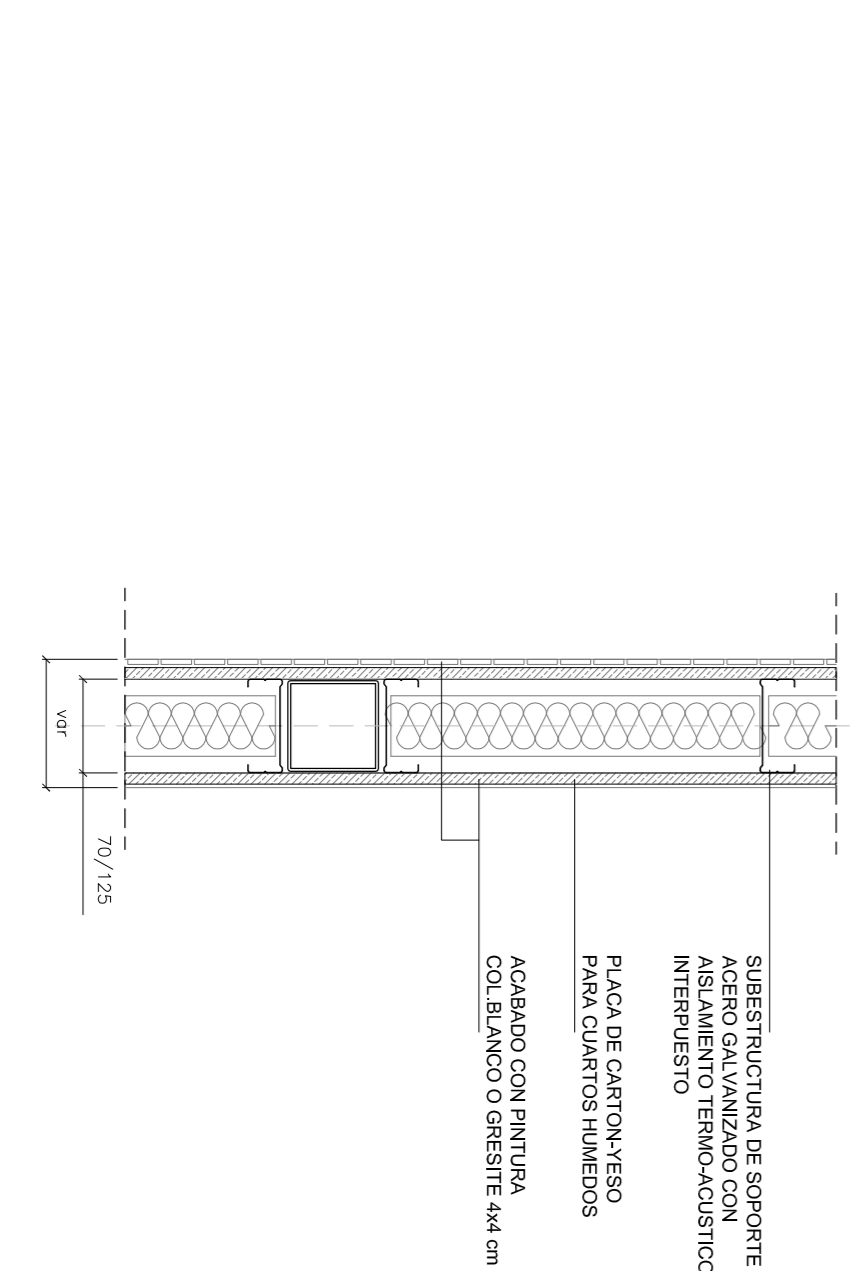 SUBESTRUCTURA DE SOPORTE
ACERO GALVANIZADO CON
AISLAMIENTO TERMO-ACUSTICO
INTERPUESTO
PLACA DE CARTON-YESO
PARA CUARTOS HUMEDOS
ACABADO CON PINTURA
COL.BLANCO O GRESITE 4x4 cm
70/125
var